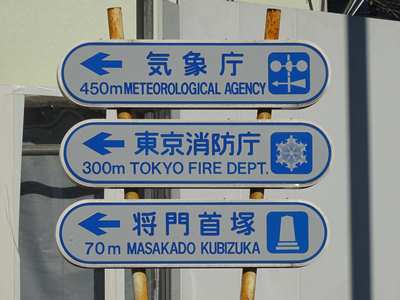 気象庁
450m METEOROLOGICAL AGENCY
東京消防庁
300m TOKYO FIRE DEPT.
将門首塚
70m MASAKADO KUBIZUKA